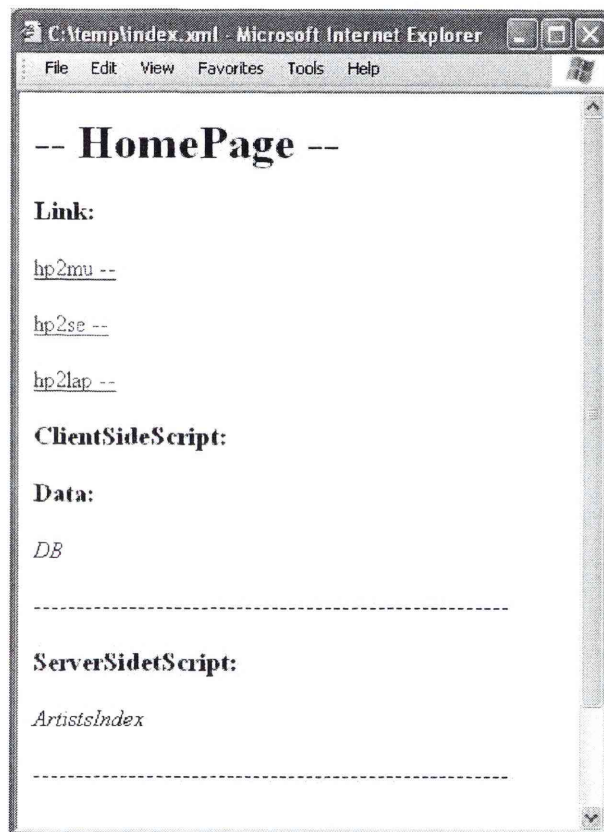 C:\temp\index.xml - Microsoft Internet Explorer
File Edit View Favorites Tools Help
-- HomePage --
Link:
hp2mu --
hp2se --
hp2lap --
ClientSideScript:
Data:
DB
--------------------------------------------------------
ServerSidetScript:
ArtistsIndex
--------------------------------------------------------